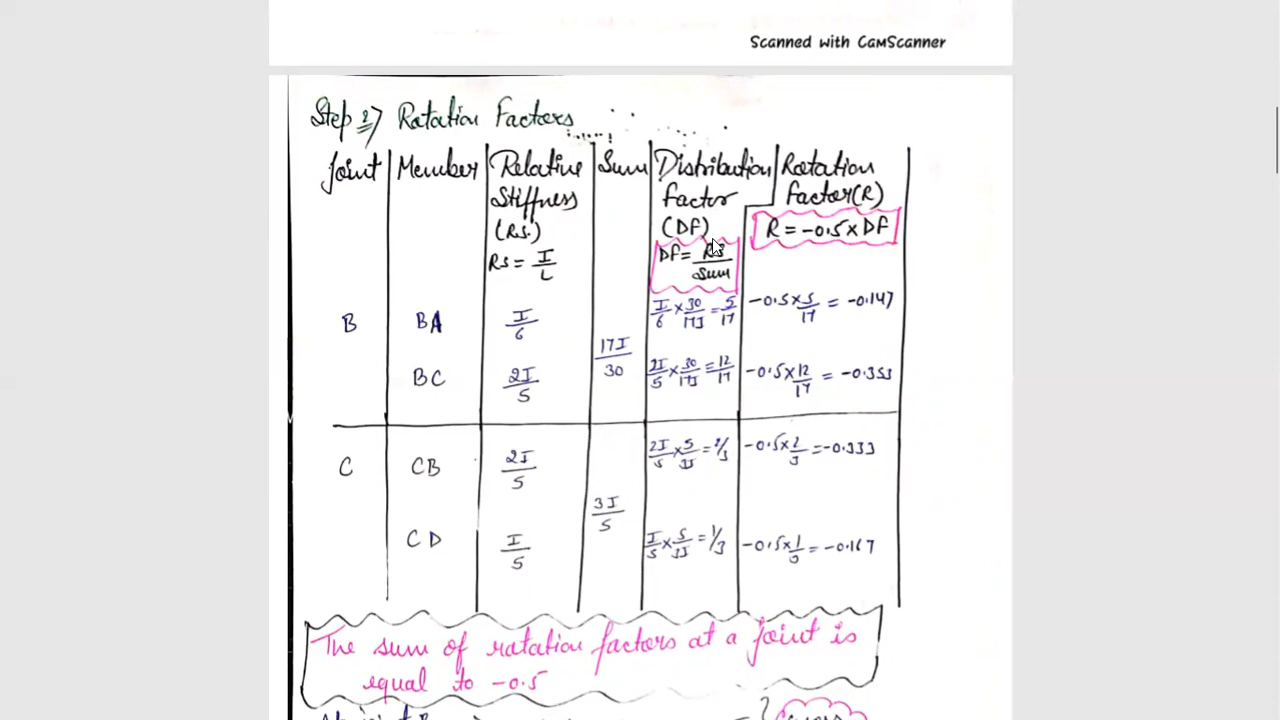 Scanned with CamScanner
Step 2) Rotation Factors
Joint | Member | Relative Stiffness (Rs.) Rs = I/L | Sum | Distribution Factor (DF) DF = Rs/Sum | Rotation Factor (R) R = -0.5 × DF
B | BA | I/6 | 17I/30 | I/6 × 30/17I = 5/17 | -0.5 × 5/17 = -0.147
BC | 2I/5 | 2I/5 × 30/17I = 12/17 | -0.5 × 12/17 = -0.353
C | CB | 2I/5 | 3I/5 | 2I/5 × 5/3I = 2/3 | -0.5 × 2/3 = -0.333
CD | I/5 | I/5 × 5/3I = 1/3 | -0.5 × 1/3 = -0.167
The sum of rotation factors at a joint is
equal to -0.5